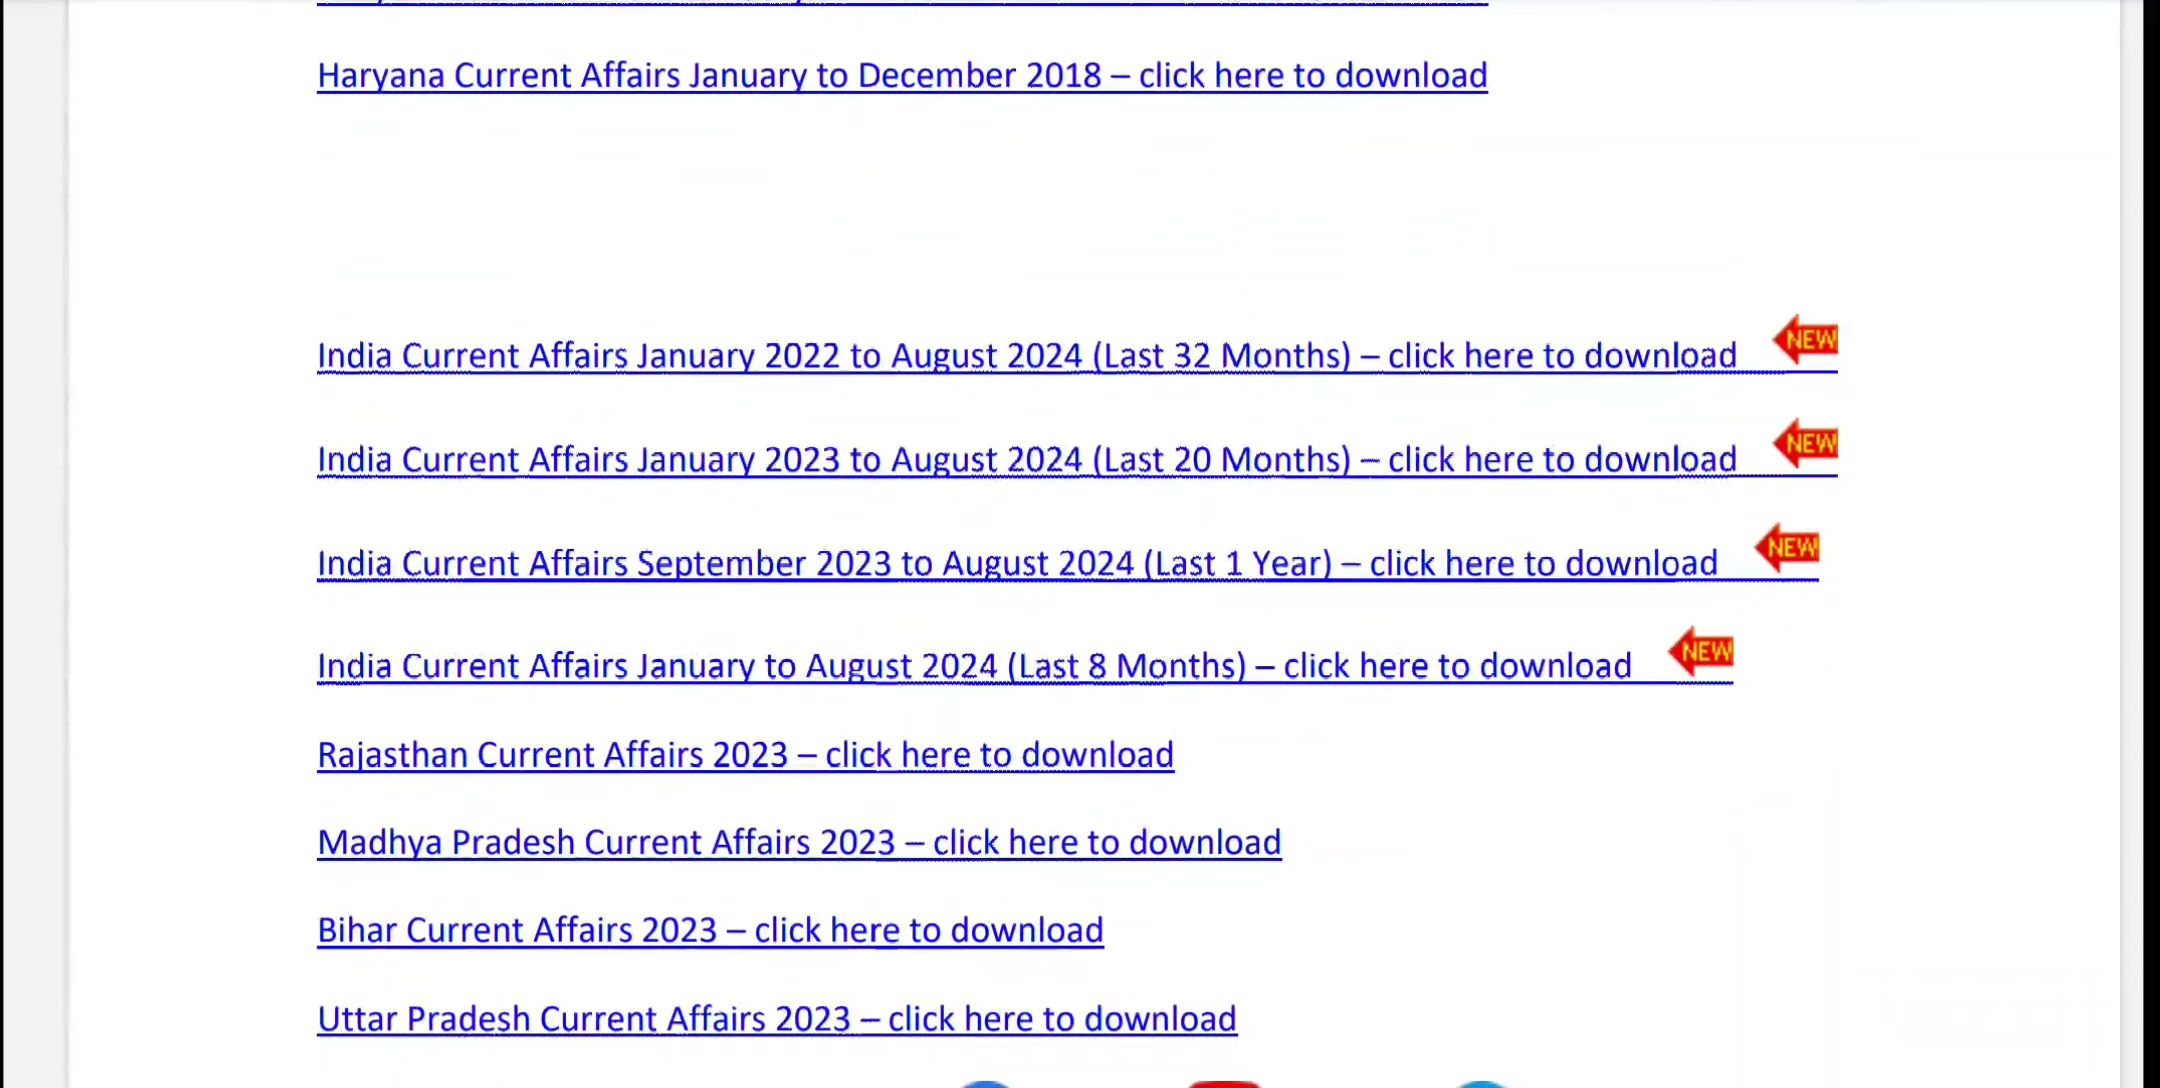 Haryana Current Affairs January to December 2018 – click here to download
India Current Affairs January 2022 to August 2024 (Last 32 Months) – click here to download NEW
India Current Affairs January 2023 to August 2024 (Last 20 Months) – click here to download NEW
India Current Affairs September 2023 to August 2024 (Last 1 Year) – click here to download NEW
India Current Affairs January to August 2024 (Last 8 Months) – click here to download NEW
Rajasthan Current Affairs 2023 – click here to download
Madhya Pradesh Current Affairs 2023 – click here to download
Bihar Current Affairs 2023 – click here to download
Uttar Pradesh Current Affairs 2023 – click here to download